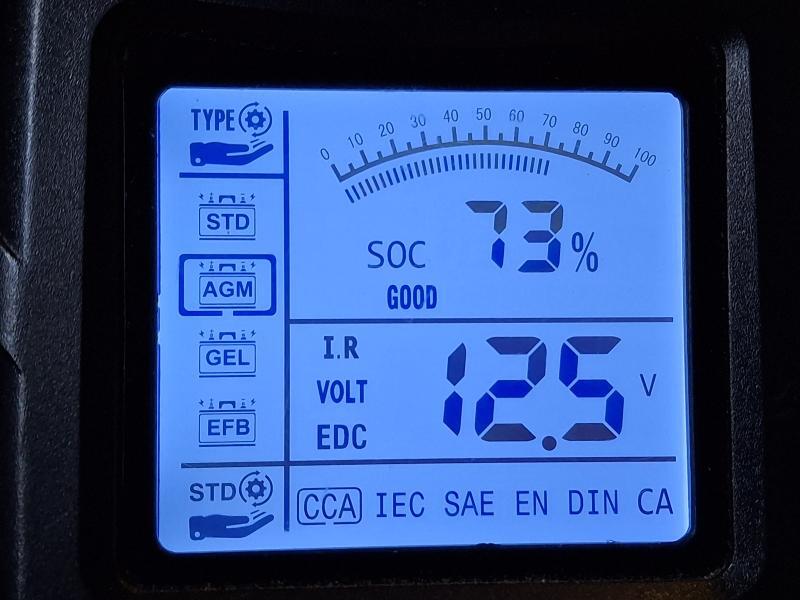 TYPE
STD
AGM
GEL
EFB
STD
0 10 20 30 40 50 60 70 80 90 100
SOC 73%
GOOD
I.R
VOLT
EDC
12.5 V
CCA IEC SAE EN DIN CA